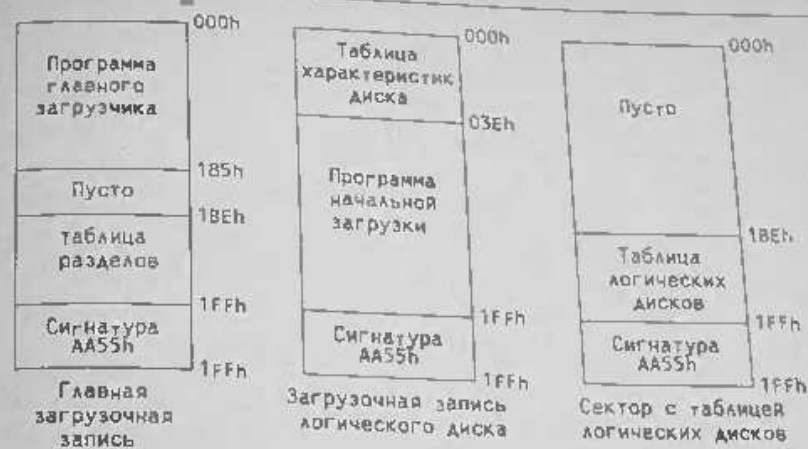 000h
Программа
главного
загрузчика
185h
Пусто
1BEh
таблица
разделов
1FFh
Сигнатура
AA55h
1FFh
Главная
загрузочная
запись
000h
Таблица
характеристик
диска
03Eh
Программа
начальной
загрузки
1FFh
Сигнатура
AA55h
1FFh
Загрузочная запись
логического диска
000h
Пусто
1BEh
Таблица
логических
дисков
1FFh
Сигнатура
AA55h
1FFh
Сектор с таблицей
логических дисков